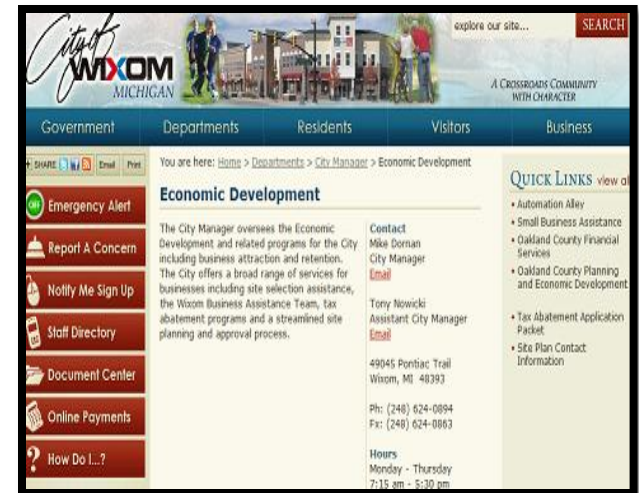 explore our site...
SEARCH
City of
WIXOM
MICHIGAN
A CROSSROADS COMMUNITY
WITH CHARACTER
Government
Departments
Residents
Visitors
Business
SHARE
Email
Print
OFF
Emergency Alert
Report A Concern
Notify Me Sign Up
Staff Directory
Document Center
Online Payments
? How Do I...?
You are here: Home > Departments > City Manager > Economic Development
Economic Development
The City Manager oversees the Economic
Development and related programs for the City
including business attraction and retention.
The City offers a broad range of services for
businesses including site selection assistance,
the Wixom Business Assistance Team, tax
abatement programs and a streamlined site
planning and approval process.
Contact
Mike Dornan
City Manager
Email
Tony Nowicki
Assistant City Manager
Email
49045 Pontiac Trail
Wixom, MI 48393
Ph: (248) 624-0894
Fx: (248) 624-0863
Hours
Monday - Thursday
7:15 am - 5:30 pm
QUICK LINKS view al
• Automation Alley
• Small Business Assistance
• Oakland County Financial
Services
• Oakland County Planning
and Economic Development
• Tax Abatement Application
Packet
• Site Plan Contact
Information